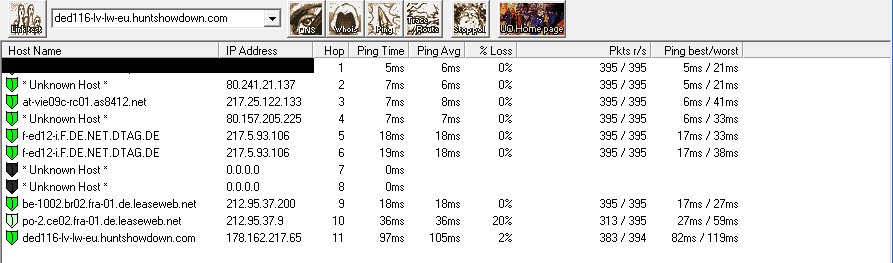 ded116-lv-lw-eu.huntshowdown.com
Link test DNS Whois Ping Trace Route Stop poll UO Home page
Host Name IP Address Hop Ping Time Ping Avg % Loss Pkts r/s Ping best/worst
1 5ms 6ms 0% 395 / 395 5ms / 21ms
* Unknown Host * 80.241.21.137 2 7ms 6ms 0% 395 / 395 5ms / 21ms
at-vie09c-rc01.as8412.net 217.25.122.133 3 7ms 8ms 0% 395 / 395 6ms / 41ms
* Unknown Host * 80.157.205.225 4 7ms 7ms 0% 395 / 395 6ms / 33ms
f-ed12-i.F.DE.NET.DTAG.DE 217.5.93.106 5 18ms 18ms 0% 395 / 395 17ms / 33ms
f-ed12-i.F.DE.NET.DTAG.DE 217.5.93.106 6 19ms 18ms 0% 395 / 395 17ms / 38ms
* Unknown Host * 0.0.0.0 7 0ms
* Unknown Host * 0.0.0.0 8 0ms
be-1002.br02.fra-01.de.leaseweb.net 212.95.37.200 9 18ms 18ms 0% 395 / 395 17ms / 27ms
po-2.ce02.fra-01.de.leaseweb.net 212.95.37.9 10 36ms 36ms 20% 313 / 395 27ms / 59ms
ded116-lv-lw-eu.huntshowdown.com 178.162.217.65 11 97ms 105ms 2% 383 / 394 82ms / 119ms